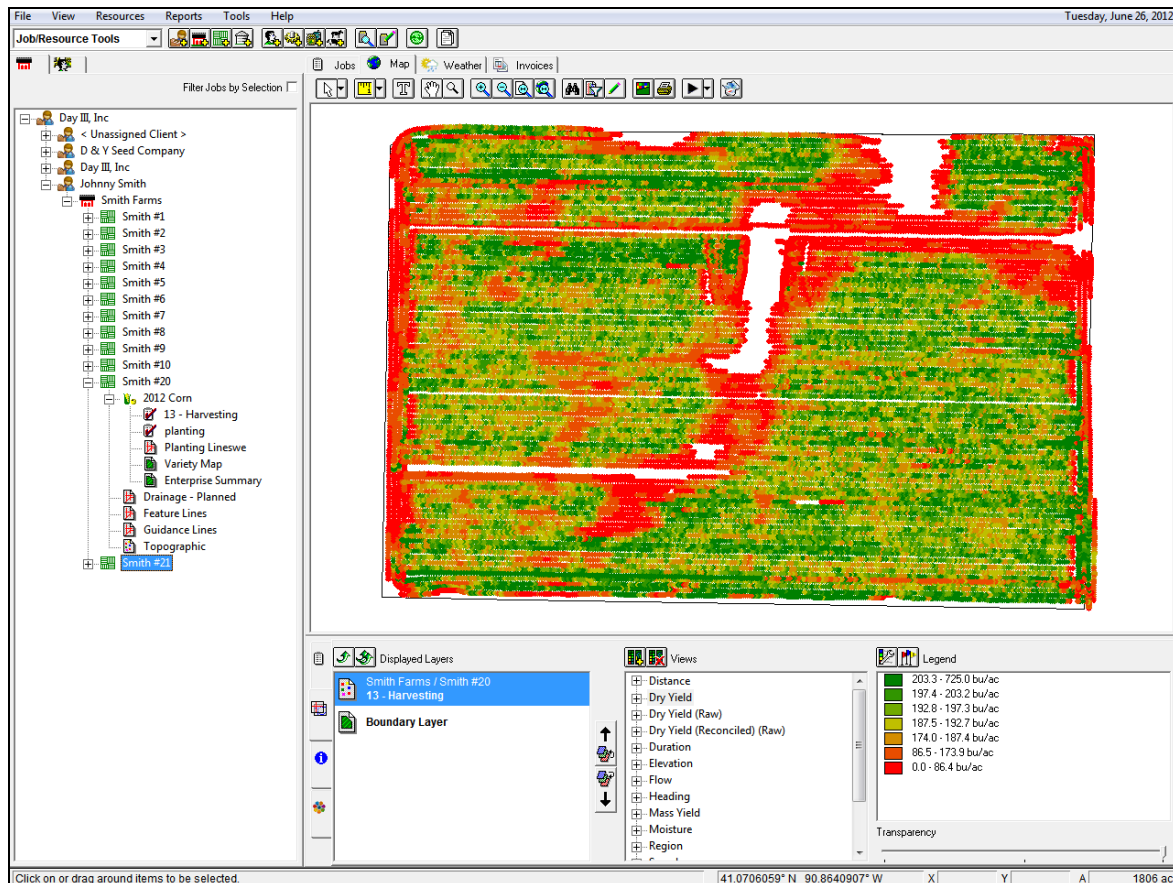 File View Resources Reports Tools Help Tuesday, June 26, 2012
Job/Resource Tools
Jobs Map Weather Invoices
Filter Jobs by Selection
T
Day III, Inc
< Unassigned Client >
D & Y Seed Company
Day III, Inc
Johnny Smith
Smith Farms
Smith #1
Smith #2
Smith #3
Smith #4
Smith #5
Smith #6
Smith #7
Smith #8
Smith #9
Smith #10
Smith #20
2012 Corn
13 - Harvesting
planting
Planting Lineswe
Variety Map
Enterprise Summary
Drainage - Planned
Feature Lines
Guidance Lines
Topographic
Smith #21
Displayed Layers
Smith Farms / Smith #20
13 - Harvesting
Boundary Layer
Views
Distance
Dry Yield
Dry Yield (Raw)
Dry Yield (Reconciled) (Raw)
Duration
Elevation
Flow
Heading
Mass Yield
Moisture
Region
Legend
203.3 - 725.0 bu/ac
197.4 - 203.2 bu/ac
192.8 - 197.3 bu/ac
187.5 - 192.7 bu/ac
174.0 - 187.4 bu/ac
86.5 - 173.9 bu/ac
0.0 - 86.4 bu/ac
Transparency
Click on or drag around items to be selected. 41.0706059° N 90.8640907° W X Y A 1806 ac